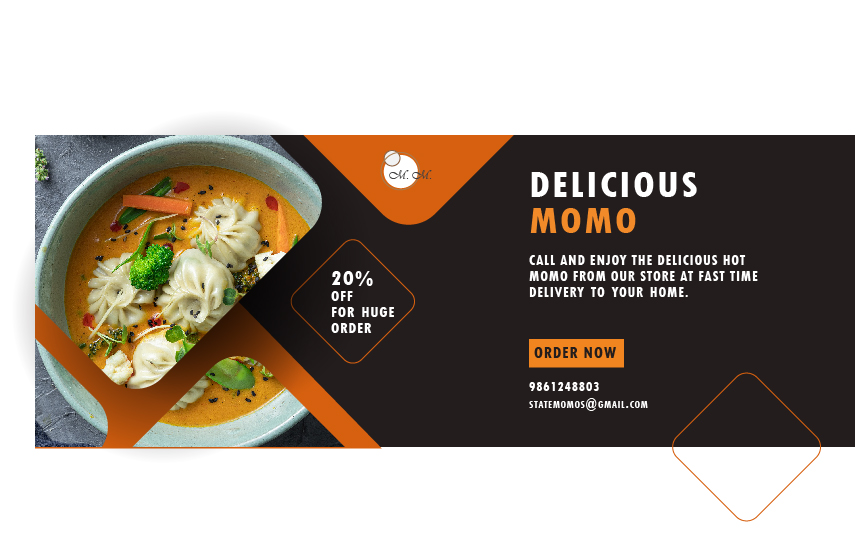 M. M.
DELICIOUS
MOMO
CALL AND ENJOY THE DELICIOUS HOT
MOMO FROM OUR STORE AT FAST TIME
DELIVERY TO YOUR HOME.
20%
OFF
FOR HUGE
ORDER
ORDER NOW
9861248803
STATEMOMOS@GMAIL.COM